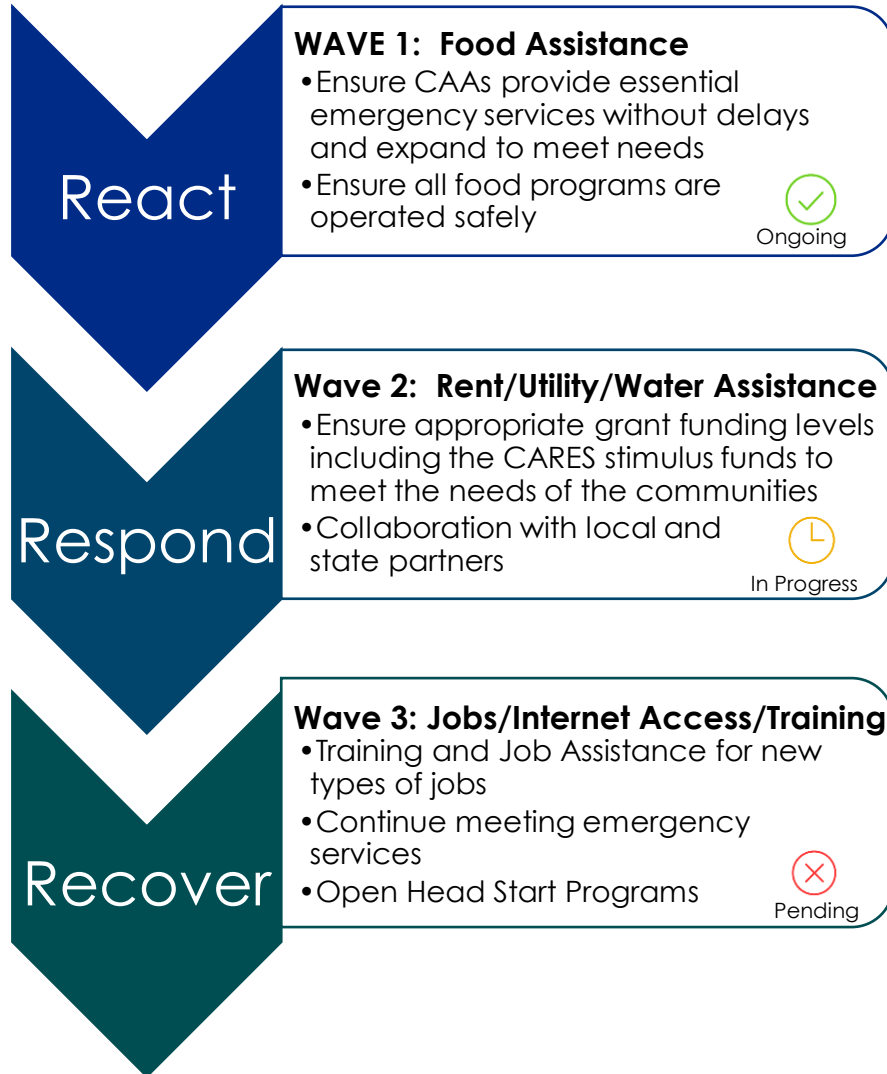 React
WAVE 1:  Food Assistance
•Ensure CAAs provide essential
emergency services without delays
and expand to meet needs
•Ensure all food programs are
operated safely
Ongoing
Respond
Wave 2:  Rent/Utility/Water Assistance
•Ensure appropriate grant funding levels
including the CARES stimulus funds to
meet the needs of the communities
•Collaboration with local and
state partners
In Progress
Recover
Wave 3: Jobs/Internet Access/Training
•Training and Job Assistance for new
types of jobs
•Continue meeting emergency
services
•Open Head Start Programs
Pending